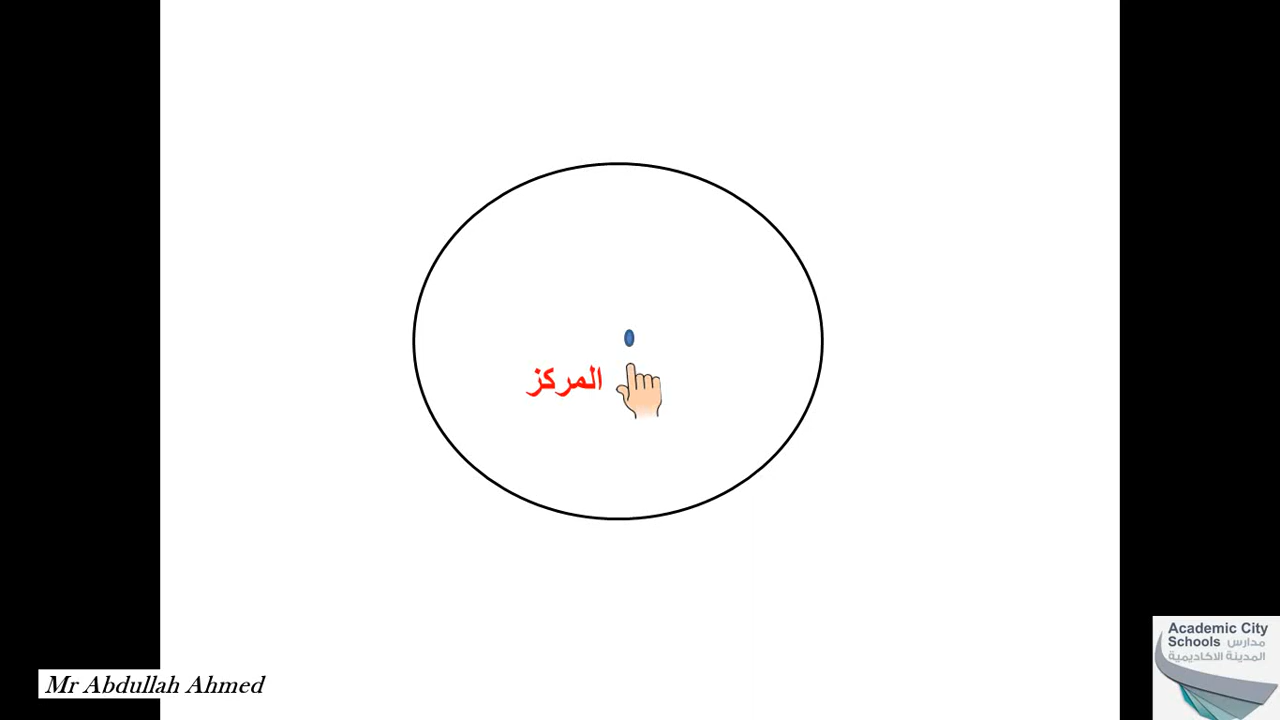 المركز
Academic City
Schools مدارس
المدينة الاكاديمية
Mr Abdullah Ahmed